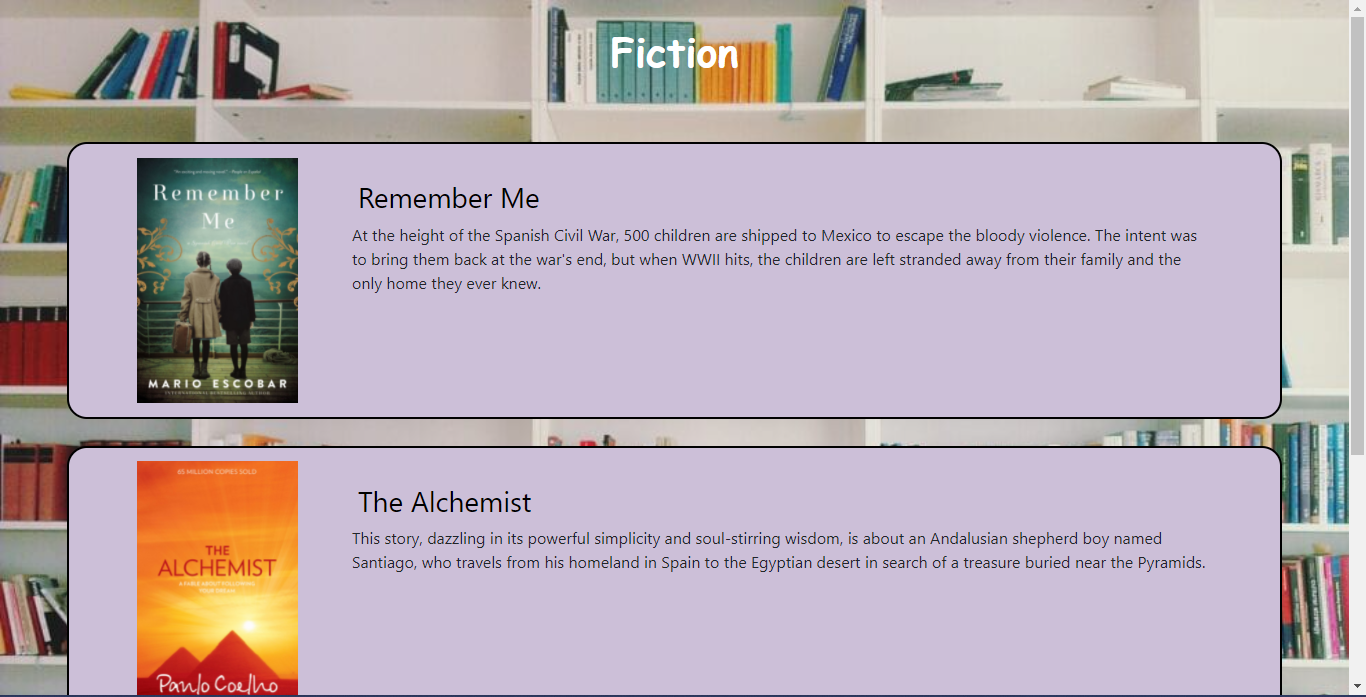 Fiction
Remember
Me
MARIO ESCOBAR
INTERNATIONAL BESTSELLING AUTHOR
Remember Me
At the height of the Spanish Civil War, 500 children are shipped to Mexico to escape the bloody violence. The intent was
to bring them back at the war's end, but when WWII hits, the children are left stranded away from their family and the
only home they ever knew.
65 MILLION COPIES SOLD
THE
ALCHEMIST
A FABLE ABOUT FOLLOWING
YOUR DREAM
Paulo Coelho
The Alchemist
This story, dazzling in its powerful simplicity and soul-stirring wisdom, is about an Andalusian shepherd boy named
Santiago, who travels from his homeland in Spain to the Egyptian desert in search of a treasure buried near the Pyramids.